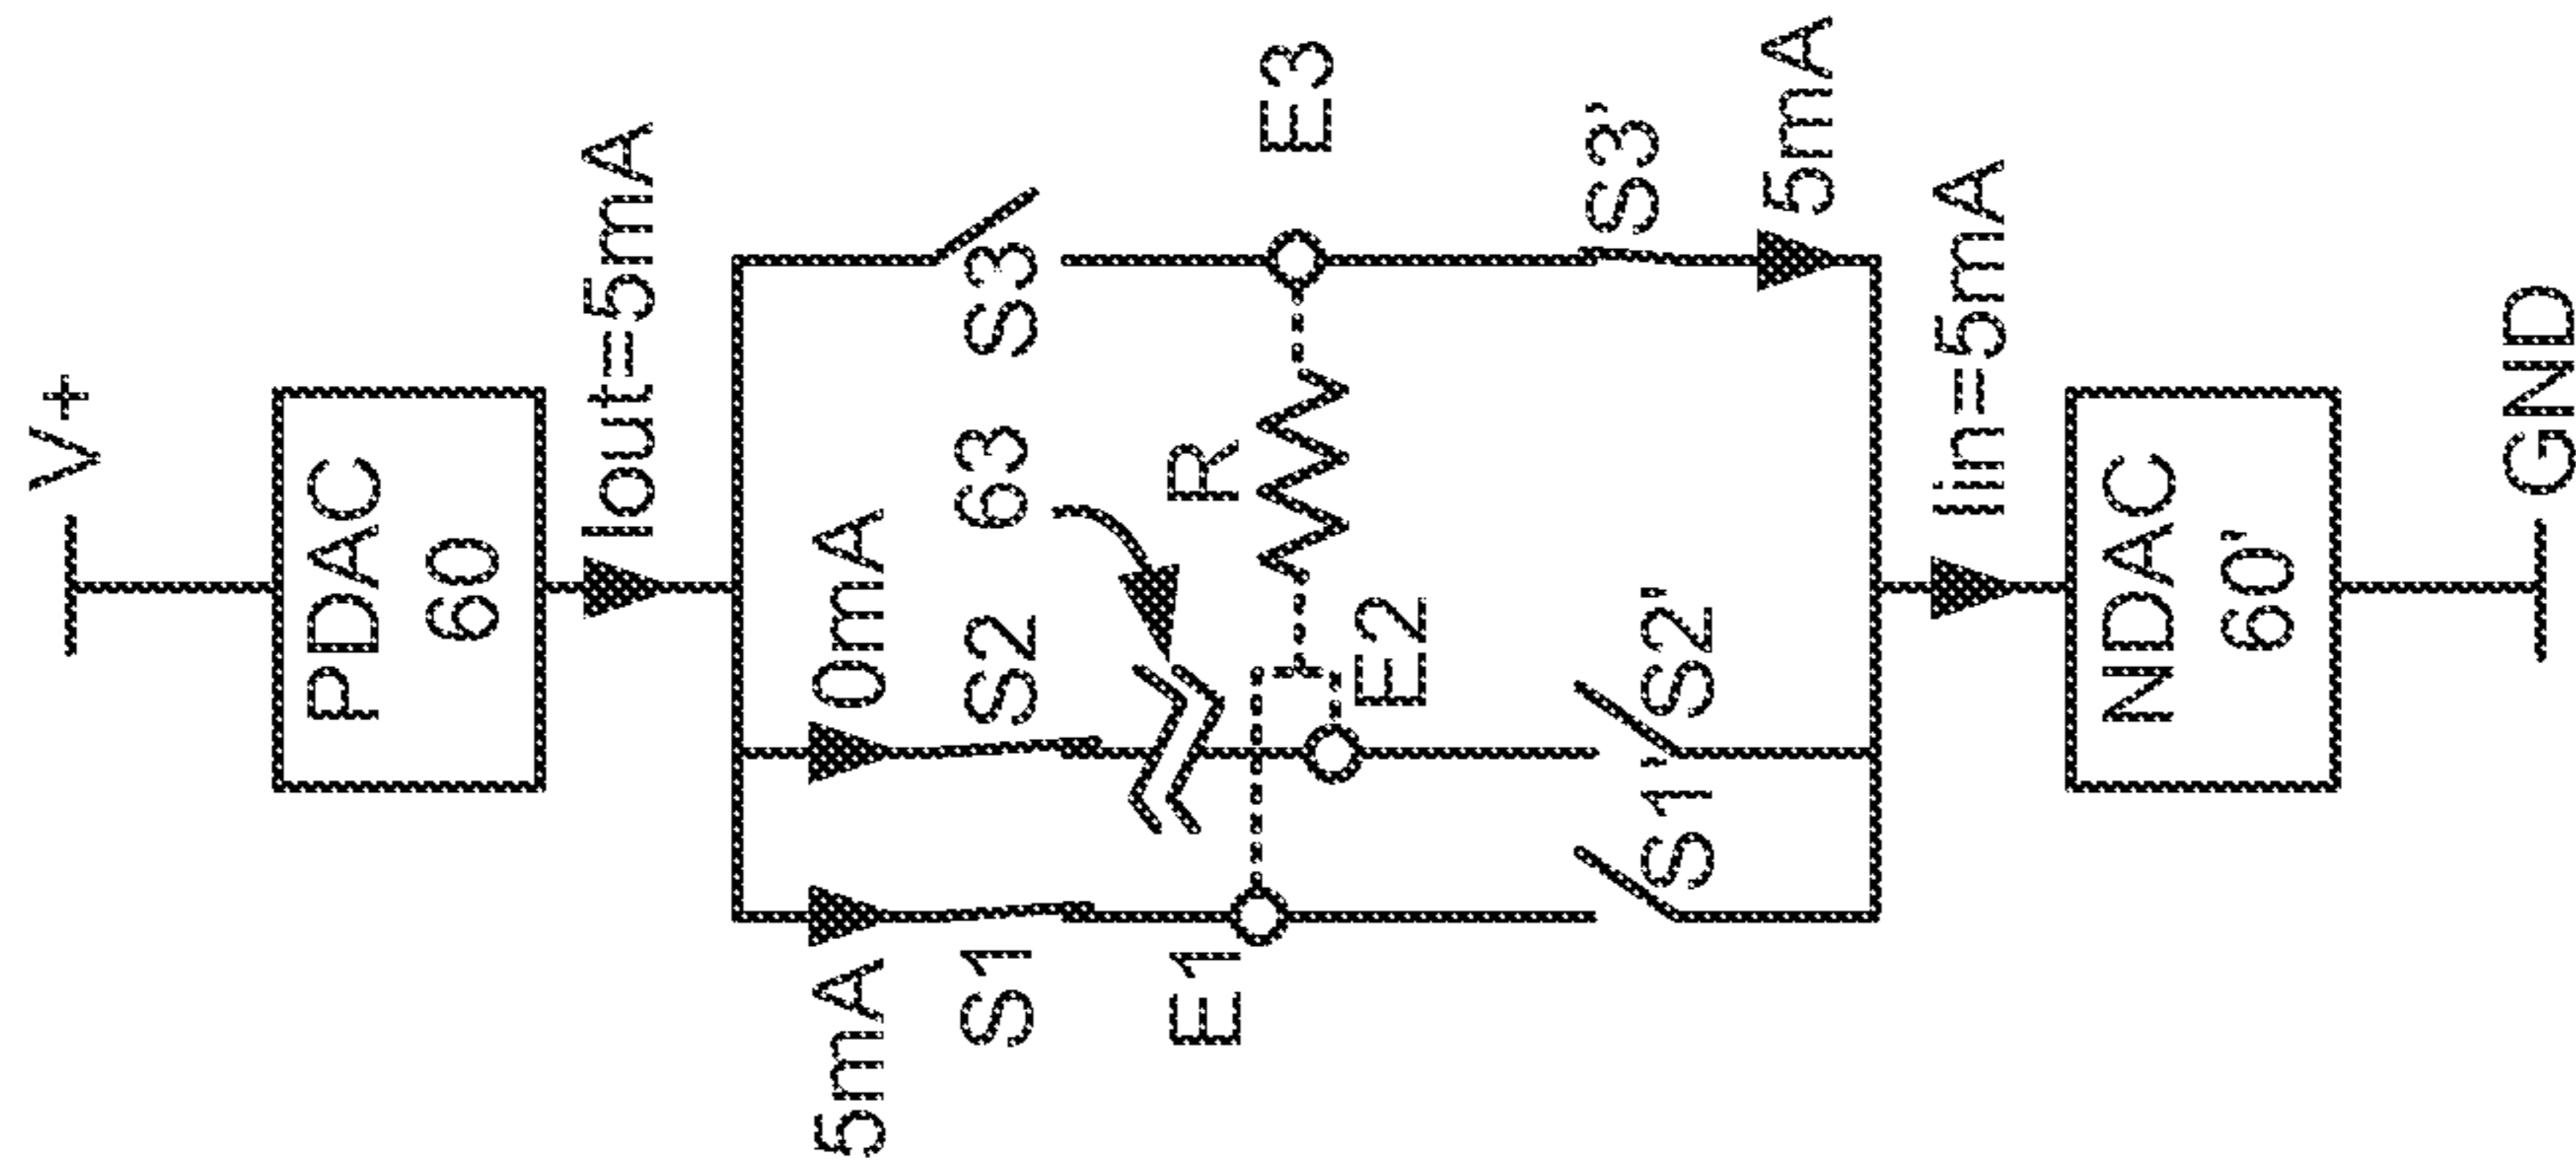 V+
PDAC
60
Iout=5mA
5mA
0mA
S1
S2
S3
63
E1
R
E2
E3
S1'
S2'
S3'
5mA
Iin=5mA
NDAC
60'
GND